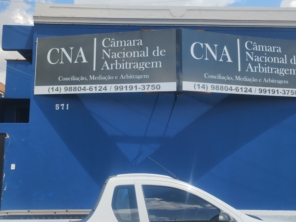 CNA
Câmara
Nacional de
Arbitragem
Conciliação, Mediação e Arbitragem
(14) 98804-6124 / 99191-3750
CNA
Câmara
Nacional de
Arbitragem
Conciliação, Mediação e Arbitragem
(14) 98804-6124 / 99191-3750
571